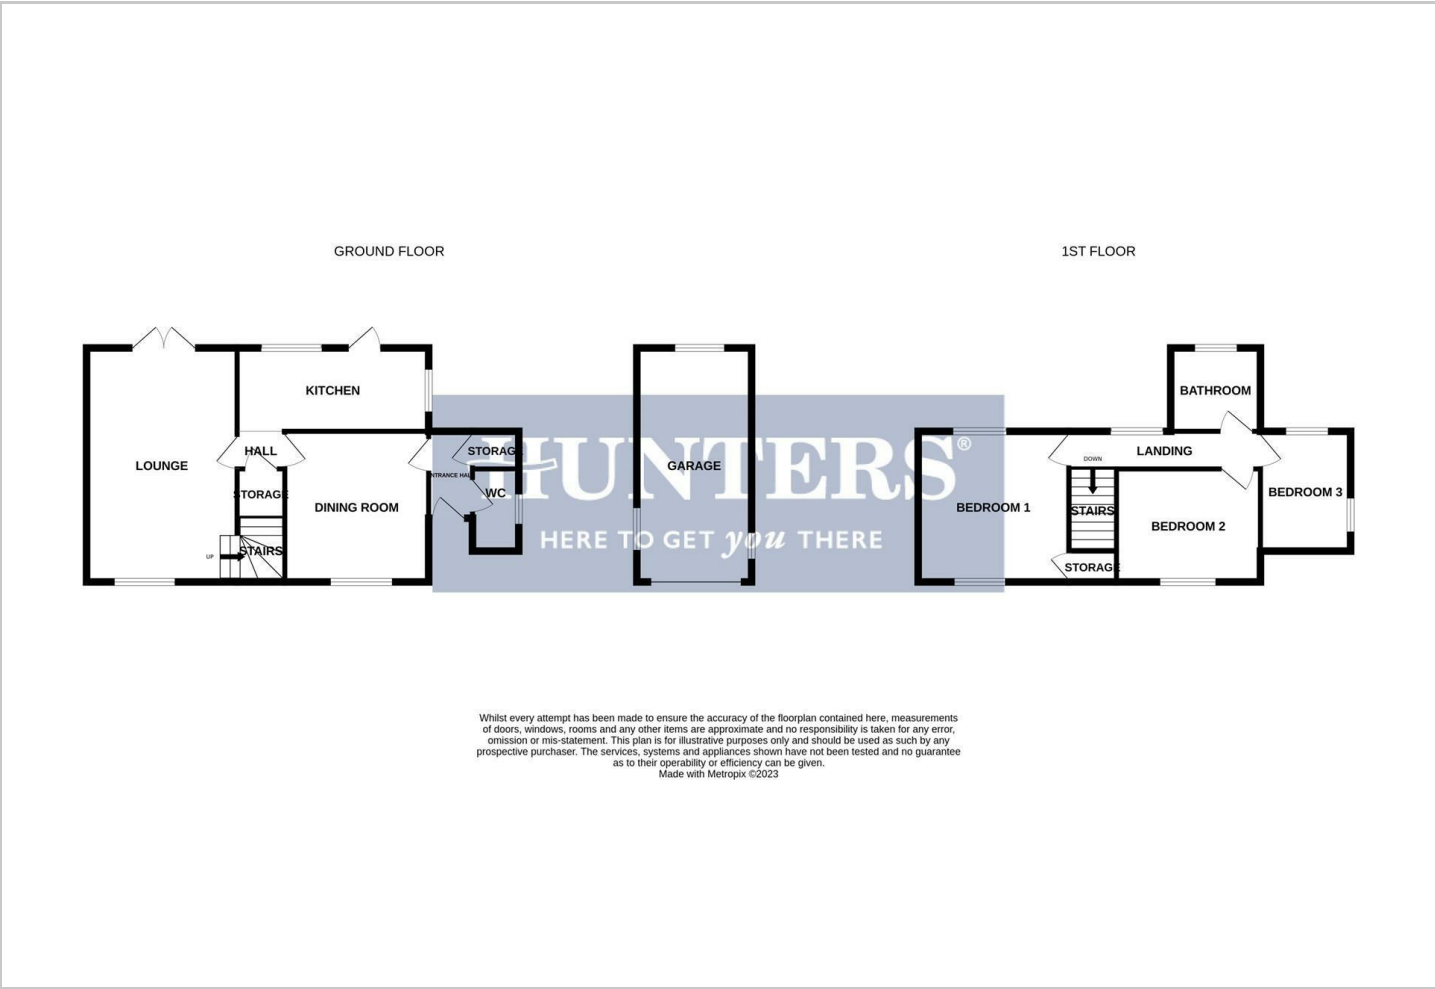 GROUND FLOOR
1ST FLOOR
KITCHEN
BATHROOM
HUNTERS®
HERE TO GET you THERE
LOUNGE
HALL
STORAGE
STAIRS
UP
DINING ROOM
ENTRANCE HALL
STORAGE
WC
GARAGE
BEDROOM 1
DOWN
LANDING
STAIRS
STORAGE
BEDROOM 2
BEDROOM 3
Whilst every attempt has been made to ensure the accuracy of the floorplan contained here, measurements
of doors, windows, rooms and any other items are approximate and no responsibility is taken for any error,
omission or mis-statement. This plan is for illustrative purposes only and should be used as such by any
prospective purchaser. The services, systems and appliances shown have not been tested and no guarantee
as to their operability or efficiency can be given.
Made with Metropix ©2023